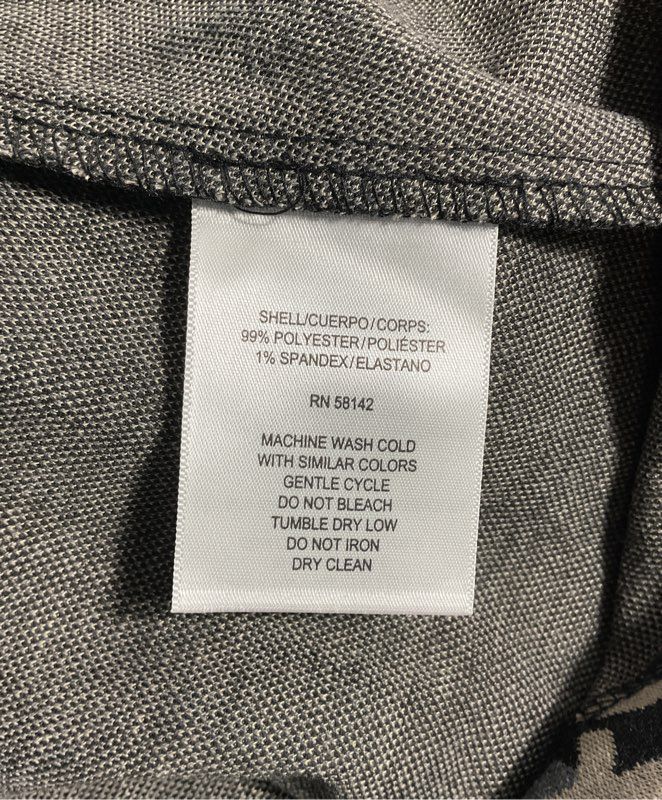 SHELL/CUERPO/CORPS:
99% POLYESTER/POLIÉSTER
1% SPANDEX/ELASTANO
RN 58142
MACHINE WASH COLD
WITH SIMILAR COLORS
GENTLE CYCLE
DO NOT BLEACH
TUMBLE DRY LOW
DO NOT IRON
DRY CLEAN